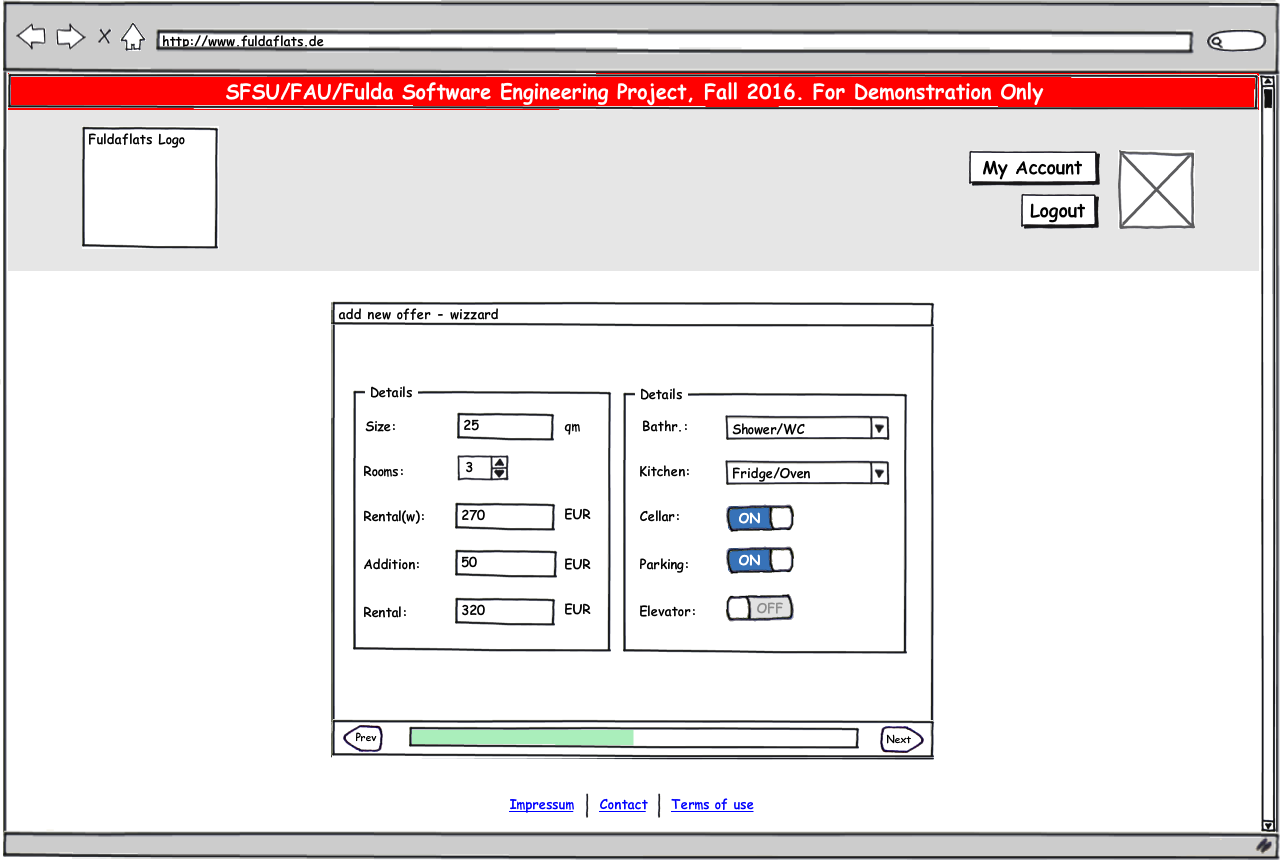 http://www.fuldaflats.de
SFSU/FAU/Fulda Software Engineering Project, Fall 2016. For Demonstration Only
Fuldaflats Logo
My Account
Logout
add new offer - wizzard
Details
Size: 25 qm
Rooms: 3
Rental(w): 270 EUR
Addition: 50 EUR
Rental: 320 EUR
Details
Bathr.: Shower/WC
Kitchen: Fridge/Oven
Cellar: ON
Parking: ON
Elevator: OFF
Prev
Next
Impressum | Contact | Terms of use